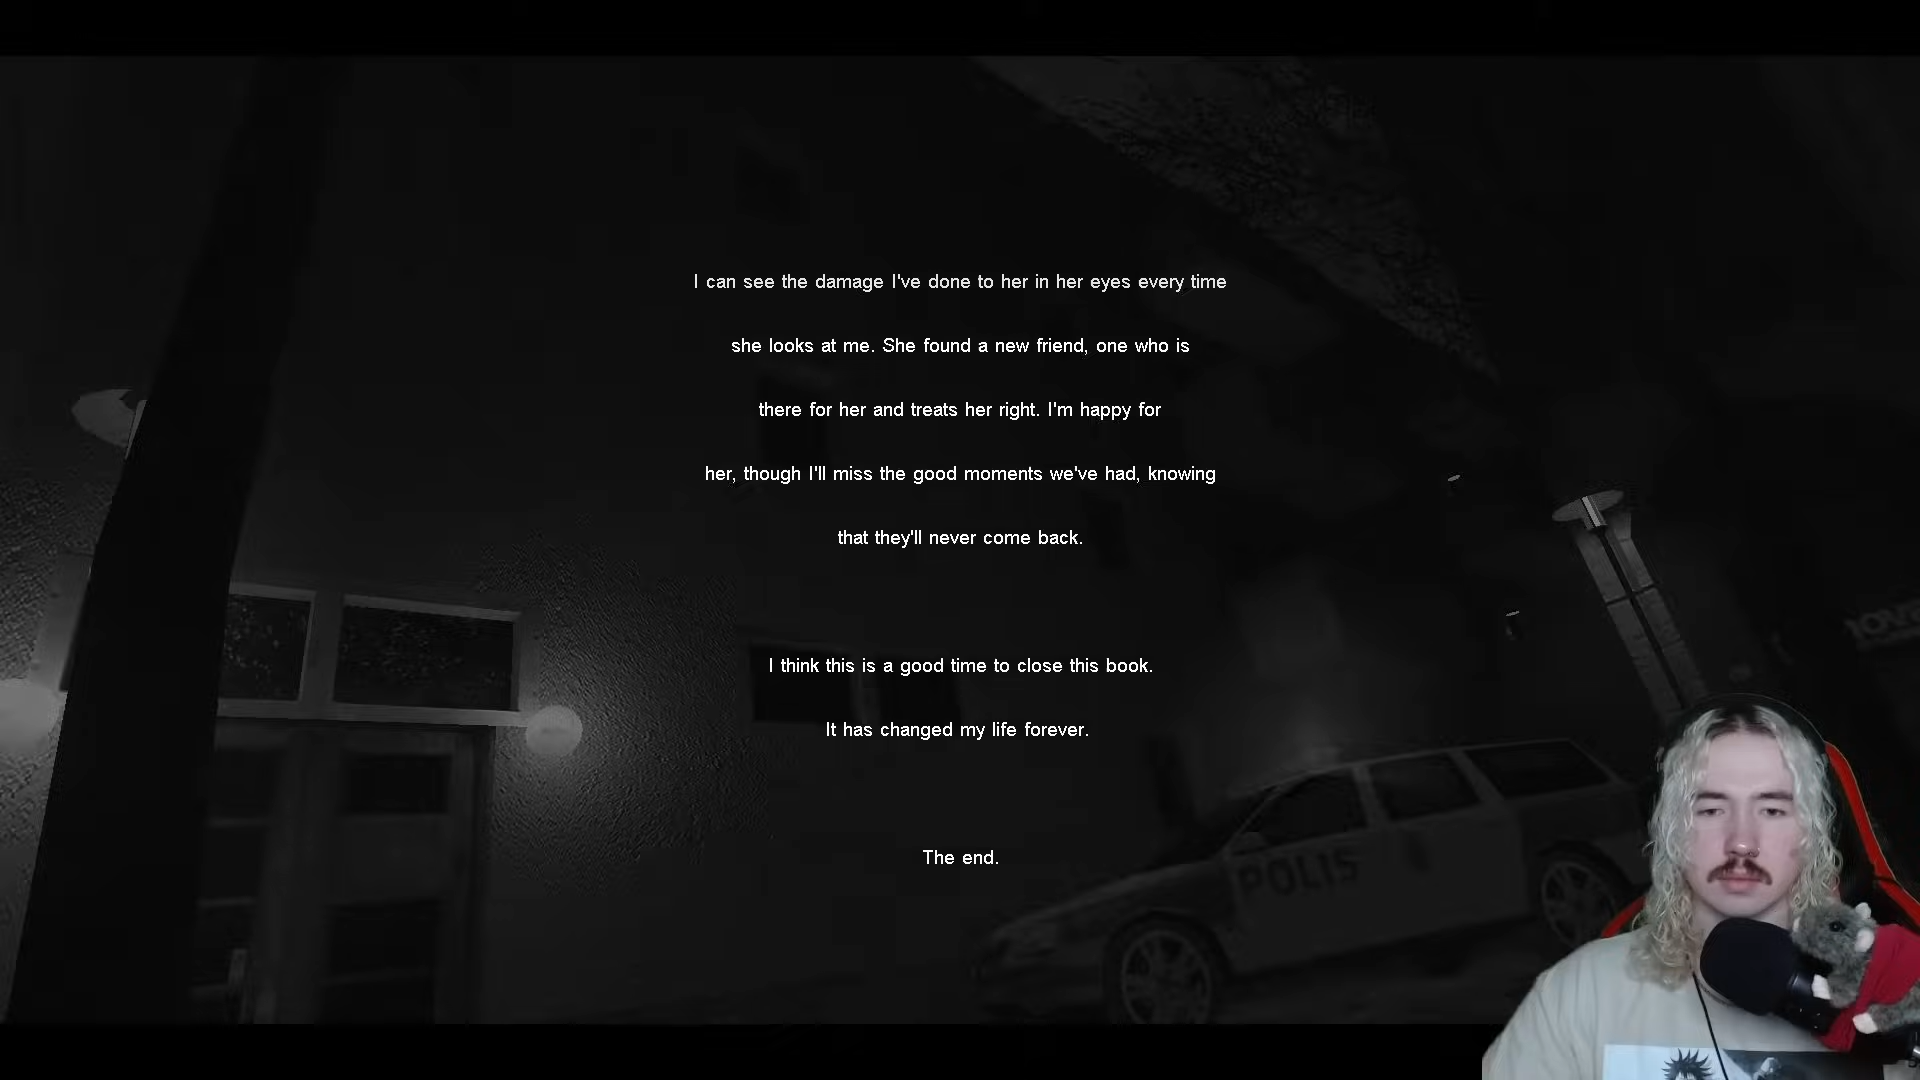 I can see the damage I've done to her in her eyes every time
she looks at me. She found a new friend, one who is
there for her and treats her right. I'm happy for
her, though I'll miss the good moments we've had, knowing
that they'll never come back.
I think this is a good time to close this book.
It has changed my life forever.
The end.
POLIS